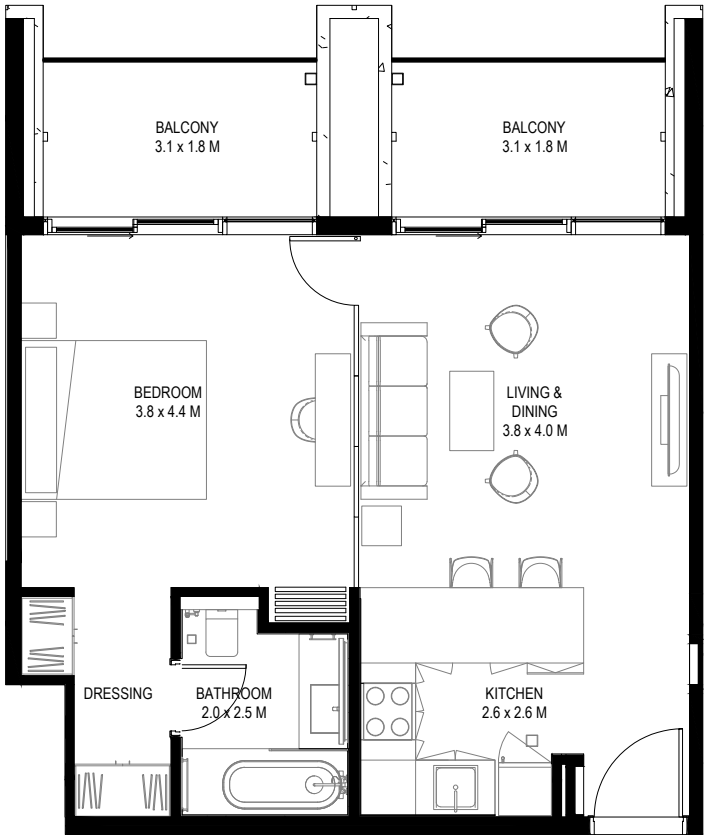 BALCONY
3.1 x 1.8 M
BALCONY
3.1 x 1.8 M
BEDROOM
3.8 x 4.4 M
LIVING &
DINING
3.8 x 4.0 M
DRESSING
BATHROOM
2.0 x 2.5 M
KITCHEN
2.6 x 2.6 M